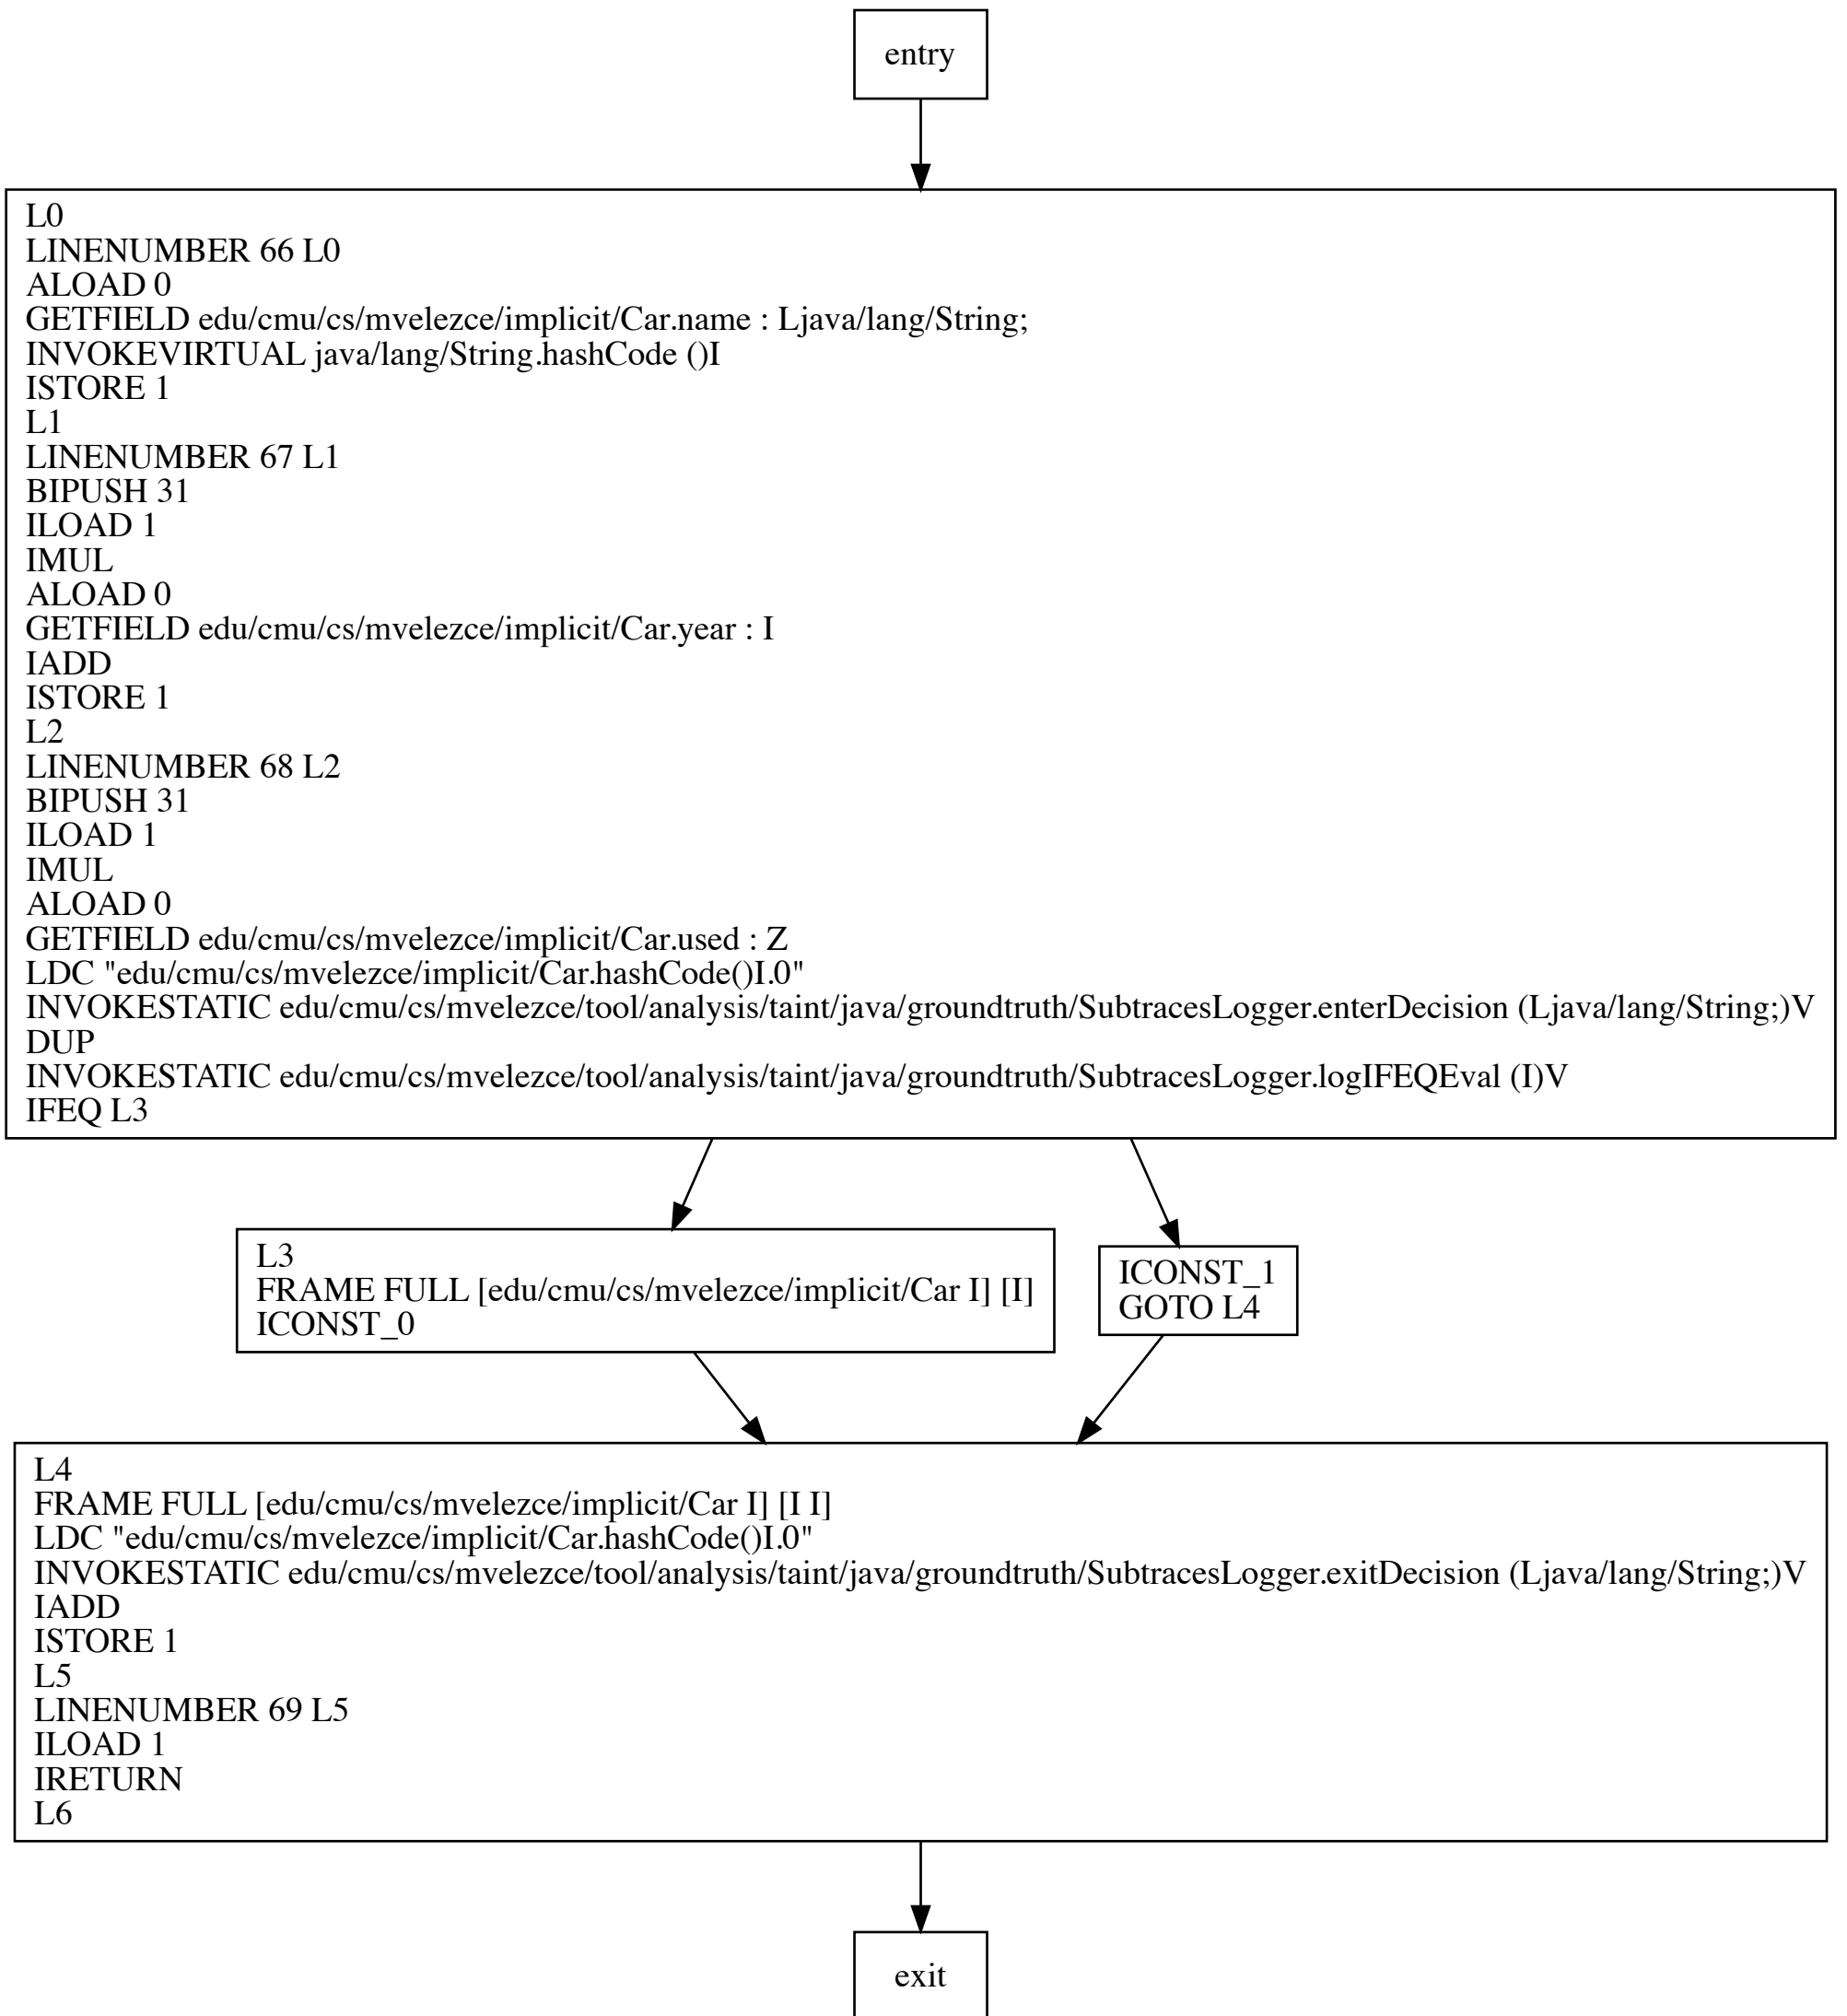 entry
L0
LINENUMBER 66 L0
ALOAD 0
GETFIELD edu/cmu/cs/mvelezce/implicit/Car.name : Ljava/lang/String;
INVOKEVIRTUAL java/lang/String.hashCode ()I
ISTORE 1
L1
LINENUMBER 67 L1
BIPUSH 31
ILOAD 1
IMUL
ALOAD 0
GETFIELD edu/cmu/cs/mvelezce/implicit/Car.year : I
IADD
ISTORE 1
L2
LINENUMBER 68 L2
BIPUSH 31
ILOAD 1
IMUL
ALOAD 0
GETFIELD edu/cmu/cs/mvelezce/implicit/Car.used : Z
LDC "edu/cmu/cs/mvelezce/implicit/Car.hashCode()I.0"
INVOKESTATIC edu/cmu/cs/mvelezce/tool/analysis/taint/java/groundtruth/SubtracesLogger.enterDecision (Ljava/lang/String;)V
DUP
INVOKESTATIC edu/cmu/cs/mvelezce/tool/analysis/taint/java/groundtruth/SubtracesLogger.logIFEQEval (I)V
IFEQ L3
L3
FRAME FULL [edu/cmu/cs/mvelezce/implicit/Car I] [I]
ICONST_0
ICONST_1
GOTO L4
L4
FRAME FULL [edu/cmu/cs/mvelezce/implicit/Car I] [I I]
LDC "edu/cmu/cs/mvelezce/implicit/Car.hashCode()I.0"
INVOKESTATIC edu/cmu/cs/mvelezce/tool/analysis/taint/java/groundtruth/SubtracesLogger.exitDecision (Ljava/lang/String;)V
IADD
ISTORE 1
L5
LINENUMBER 69 L5
ILOAD 1
IRETURN
L6
exit